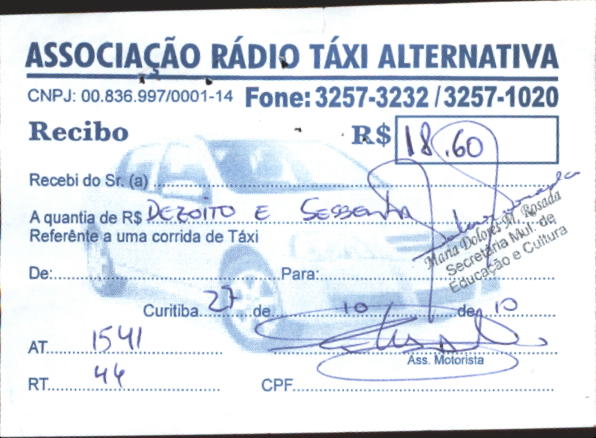 ASSOCIAÇÃO RÁDIO TÁXI ALTERNATIVA
CNPJ: 00.836.997/0001-14 Fone: 3257-3232 / 3257-1020
Recibo R$ 18,60
Recebi do Sr. (a)
A quantia de R$ DEZOITO E SESSENTA
Referênte a uma corrida de Táxi
Maria Dolores M. Rosada
Secretária Mul. de
Educação e Cultura
De: Para:
Curitiba 27 de 10 de 10
AT 1541
Ass. Motorista
RT 44 CPF